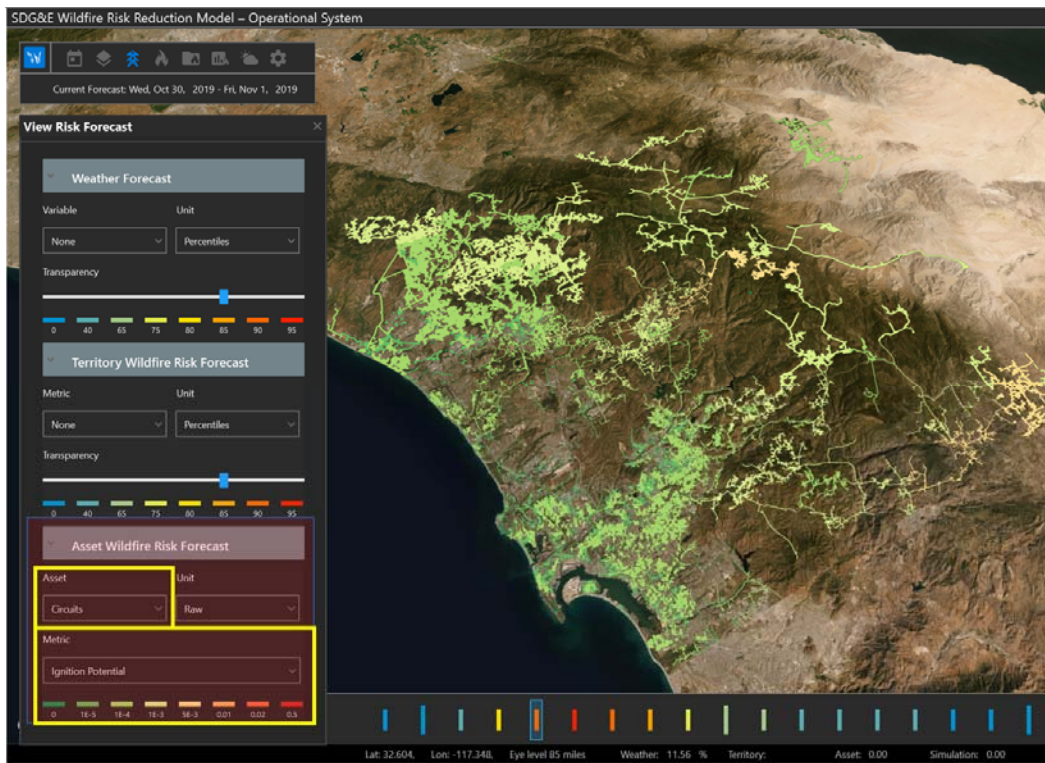 SDG&E Wildfire Risk Reduction Model – Operational System
Current Forecast: Wed, Oct 30, 2019 - Fri, Nov 1, 2019
View Risk Forecast
Weather Forecast
Variable Unit
None Percentiles
Transparency
0 40 65 75 80 85 90 95
Territory Wildfire Risk Forecast
Metric Unit
None Percentiles
Transparency
0 40 65 75 80 85 90 95
Asset Wildfire Risk Forecast
Asset Unit
Circuits Raw
Metric
Ignition Potential
0 1E-5 1E-4 1E-3 5E-3 0.01 0.02 0.5
Lat: 32.604, Lon: -117.348, Eye level 85 miles Weather: 11.56 % Territory: Asset: 0.00 Simulation: 0.00